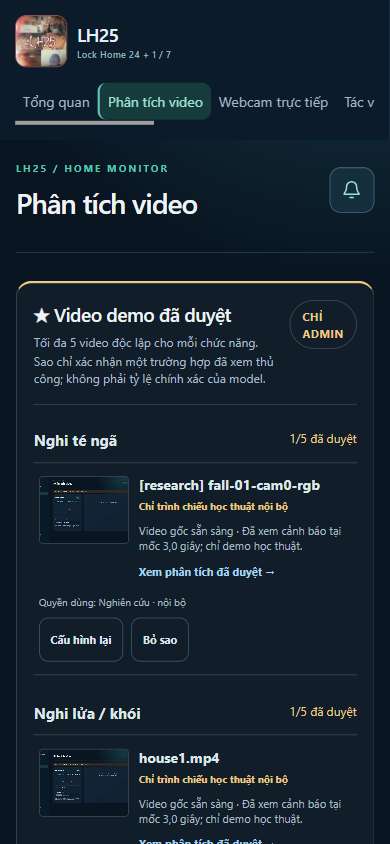 LH25
LH25
Lock Home 24 + 1 / 7
Tổng quan
Phân tích video
Webcam trực tiếp
Tác v
LH25 / HOME MONITOR
Phân tích video
★ Video demo đã duyệt
CHỈ
ADMIN
Tối đa 5 video độc lập cho mỗi chức năng.
Sao chỉ xác nhận một trường hợp đã xem thủ
công; không phải tỷ lệ chính xác của model.
Nghi té ngã
1/5 đã duyệt
[research] fall-01-cam0-rgb
Chỉ trình chiếu học thuật nội bộ
Video gốc sẵn sàng · Đã xem cảnh báo tại
mốc 3,0 giây; chỉ demo học thuật.
Xem phân tích đã duyệt →
Quyền dùng: Nghiên cứu · nội bộ
Cấu hình lại
Bỏ sao
Nghi lửa / khói
1/5 đã duyệt
house1.mp4
Chỉ trình chiếu học thuật nội bộ
Video gốc sẵn sàng · Đã xem cảnh báo tại
mốc 3,0 giây; chỉ demo học thuật.
Xem phân tích đã duyệt →